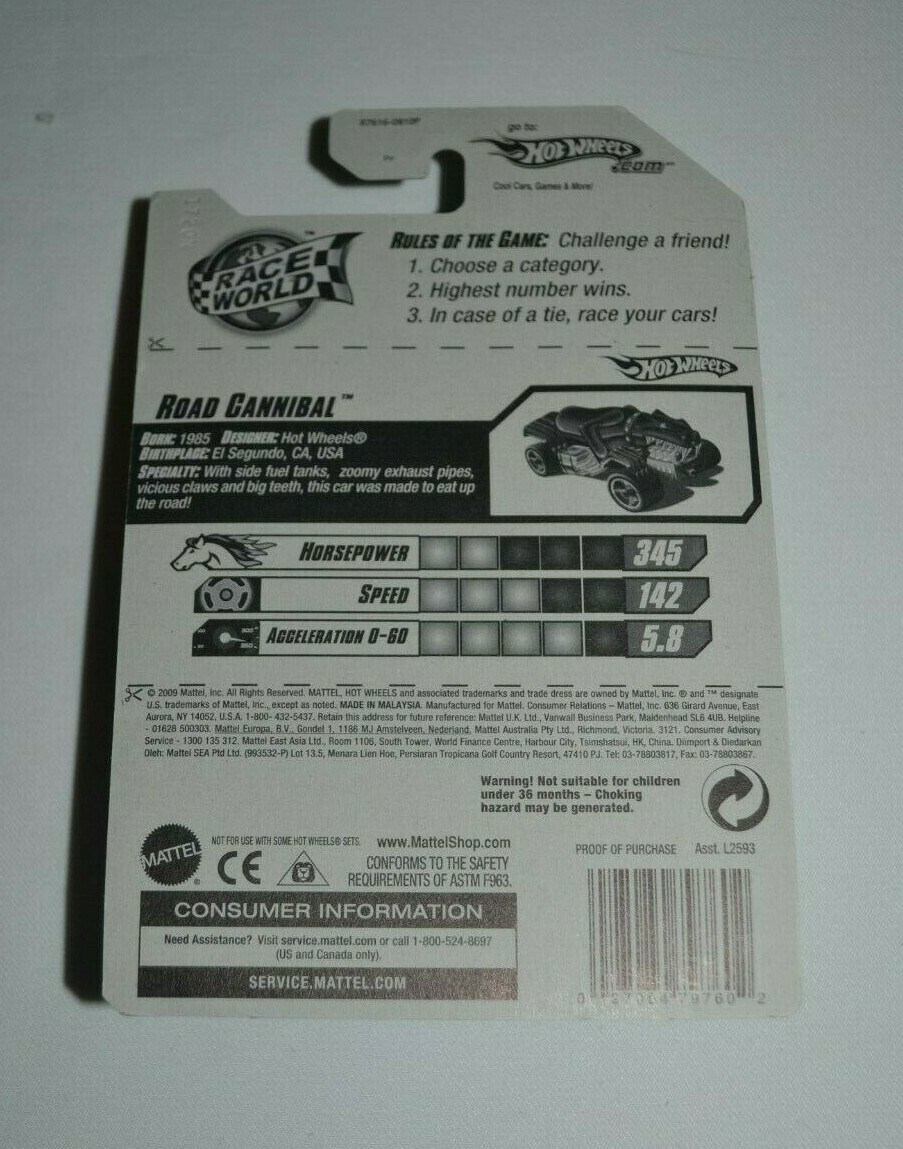 go to:
HOT WHEELS
.com™
Cool Cars, Games & More!
RACE WORLD™
RULES OF THE GAME: Challenge a friend!
1. Choose a category.
2. Highest number wins.
3. In case of a tie, race your cars!
HOT WHEELS
ROAD CANNIBAL™
BORN: 1985 DESIGNER: Hot Wheels®
BIRTHPLACE: El Segundo, CA, USA
SPECIALTY: With side fuel tanks, zoomy exhaust pipes,
vicious claws and big teeth, this car was made to eat up
the road!
HORSEPOWER 345
SPEED 142
ACCELERATION 0-60 5.8
© 2009 Mattel, Inc. All Rights Reserved. MATTEL, HOT WHEELS and associated trademarks and trade dress are owned by Mattel, Inc. ® and ™ designate
U.S. trademarks of Mattel, Inc., except as noted. MADE IN MALAYSIA. Manufactured for Mattel. Consumer Relations – Mattel, Inc. 636 Girard Avenue, East
Aurora, NY 14052, U.S.A. 1-800- 432-5437. Retain this address for future reference: Mattel U.K. Ltd., Vanwall Business Park, Maidenhead SL6 4UB. Helpline
- 01628 500303. Mattel Europa, B.V., Gondel 1, 1186 MJ Amstelveen, Nederland. Mattel Australia Pty Ltd., Richmond, Victoria. 3121. Consumer Advisory
Service - 1300 135 312. Mattel East Asia Ltd., Room 1106, South Tower, World Finance Centre, Harbour City, Tsimshatsui, HK, China. Diimport & Diedarkan
Oleh: Mattel SEA Ptd Ltd. (993532-P) Lot 13.5, Menara Lien Hoe, Persiaran Tropicana Golf Country Resort, 47410 PJ. Tel: 03-78803817, Fax: 03-78803867.
Warning! Not suitable for children
under 36 months – Choking
hazard may be generated.
MATTEL®
NOT FOR USE WITH SOME HOT WHEELS® SETS. www.MattelShop.com
CE
CONFORMS TO THE SAFETY
REQUIREMENTS OF ASTM F963.
PROOF OF PURCHASE Asst. L2593
CONSUMER INFORMATION
Need Assistance? Visit service.mattel.com or call 1-800-524-8697
(US and Canada only).
SERVICE.MATTEL.COM
0 27084 79760 2